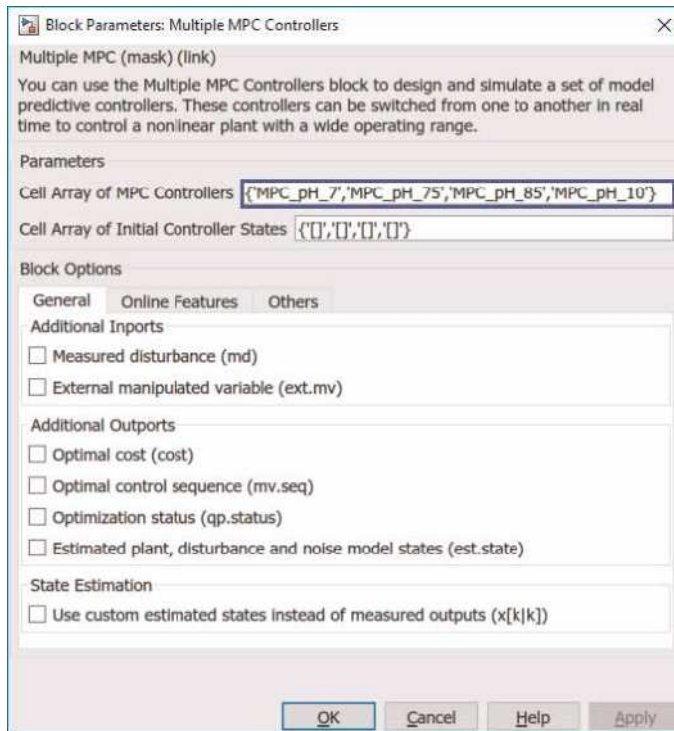 Block Parameters: Multiple MPC Controllers
Multiple MPC (mask) (link)
You can use the Multiple MPC Controllers block to design and simulate a set of model
predictive controllers. These controllers can be switched from one to another in real
time to control a nonlinear plant with a wide operating range.
Parameters
Cell Array of MPC Controllers {'MPC_pH_7','MPC_pH_75','MPC_pH_85','MPC_pH_10'}
Cell Array of Initial Controller States {'[]','[]','[]','[]'}
Block Options
General Online Features Others
Additional Inports
Measured disturbance (md)
External manipulated variable (ext.mv)
Additional Outports
Optimal cost (cost)
Optimal control sequence (mv.seq)
Optimization status (qp.status)
Estimated plant, disturbance and noise model states (est.state)
State Estimation
Use custom estimated states instead of measured outputs (x[k|k])
OK Cancel Help Apply